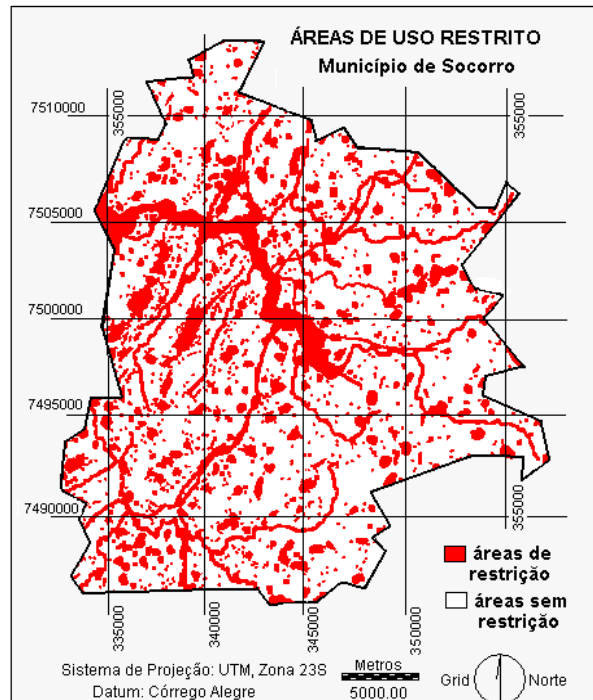 ÁREAS DE USO RESTRITO
Município de Socorro
7510000
355000
355000
7505000
7500000
7495000
7490000
355000
335000
340000
345000
350000
áreas de
restrição
áreas sem
restrição
Sistema de Projeção: UTM, Zona 23S
Datum: Córrego Alegre
Metros
5000.00
Grid
Norte